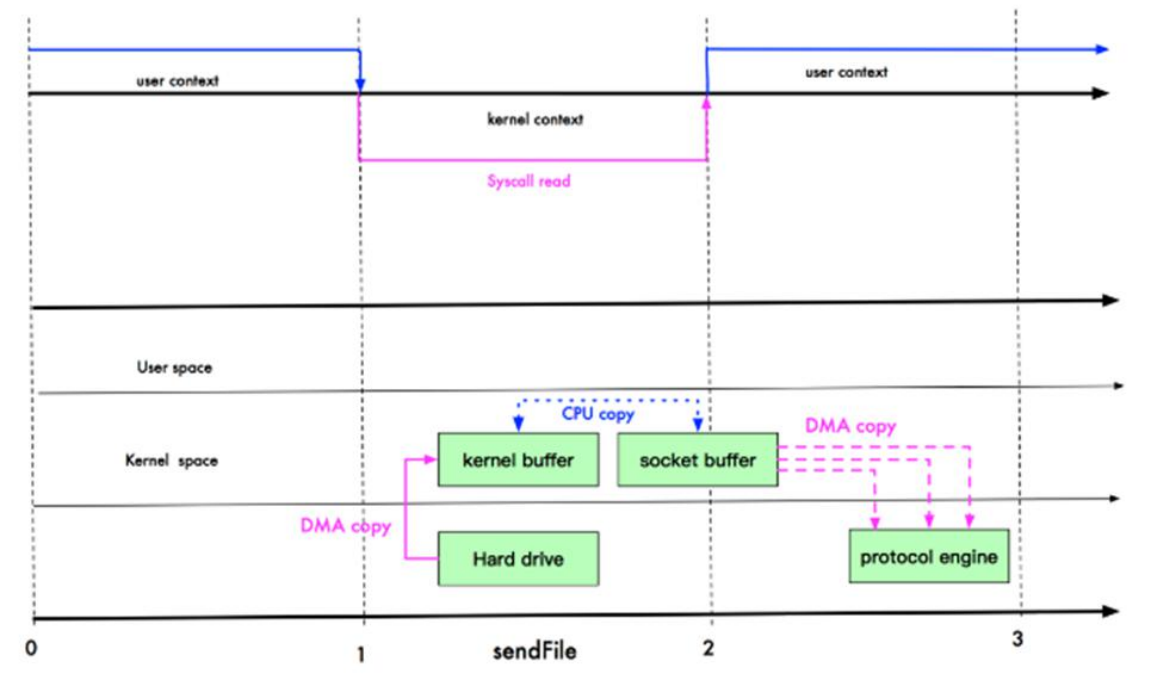 user context
user context
kernel context
Syscall read
User space
CPU copy
DMA copy
Kernel space
kernel buffer
socket buffer
DMA copy
Hard drive
protocol engine
0
1
sendFile
2
3